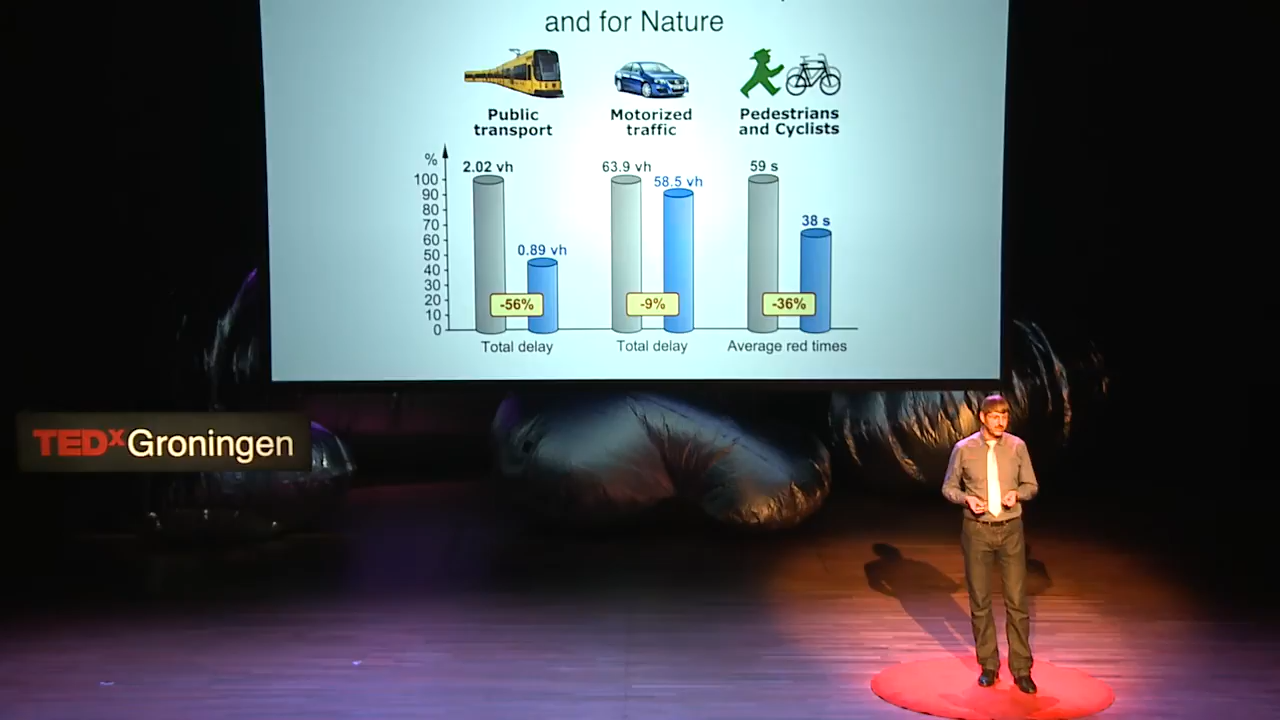 and for Nature
Public
transport
Motorized
traffic
Pedestrians
and Cyclists
%
100
90
80
70
60
50
40
30
20
10
0
2.02 vh
0.89 vh
-56%
63.9 vh
58.5 vh
-9%
59 s
38 s
-36%
Total delay
Total delay
Average red times
TEDxGroningen